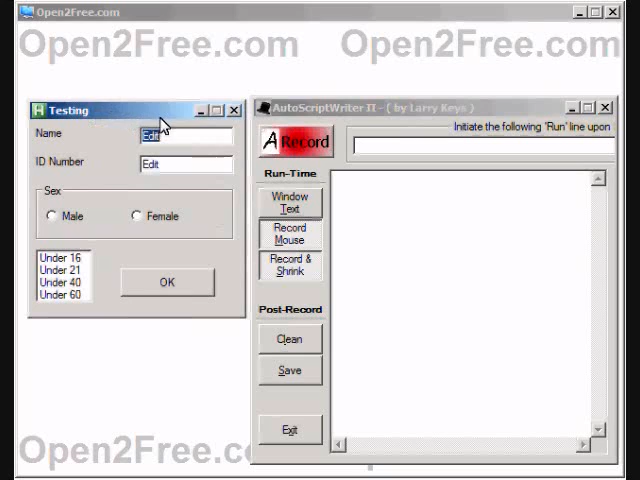 Open2Free.com
Open2Free.com Open2Free.com
Testing
Name Edit
ID Number Edit
Sex
Male Female
Under 16
Under 21
Under 40
Under 60
OK
AutoScriptWriter II - ( by Larry Keys )
A Record
Initiate the following 'Run' line upon
Run-Time
Window
Text
Record
Mouse
Record &
Shrink
Post-Record
Clean
Save
Exit